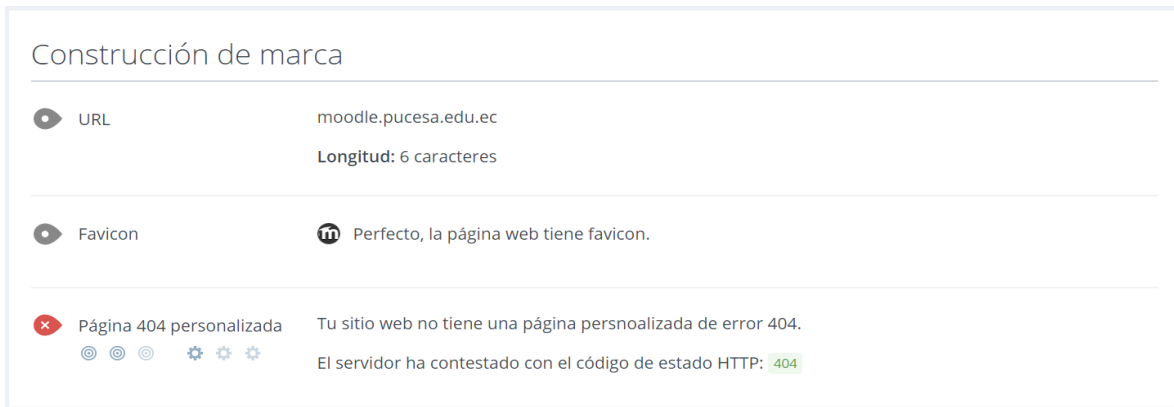 Construcción de marca
URL
moodle.pucesa.edu.ec
Longitud: 6 caracteres
Favicon
Perfecto, la página web tiene favicon.
Página 404 personalizada
Tu sitio web no tiene una página persnoalizada de error 404.
El servidor ha contestado con el código de estado HTTP: 404